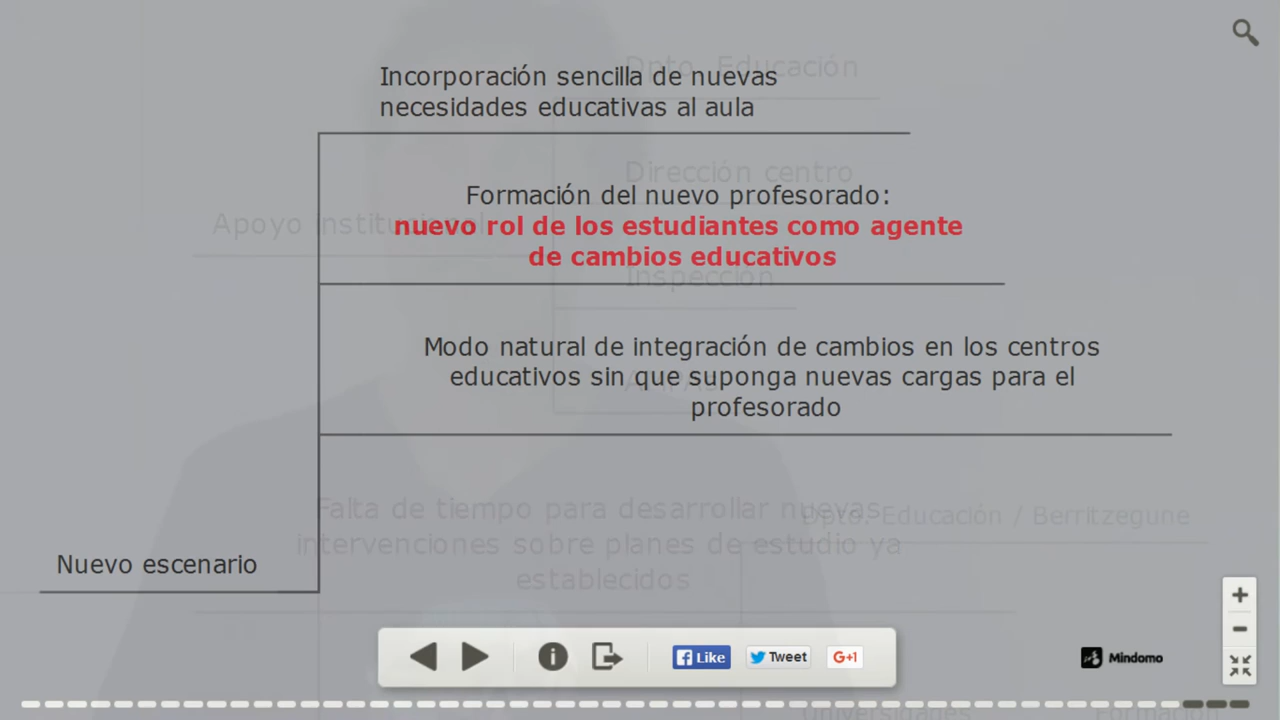 Dpto. Educación
Incorporación sencilla de nuevas
necesidades educativas al aula
Dirección centro
Formación del nuevo profesorado:
Apoyo institucional
nuevo rol de los estudiantes como agente
de cambios educativos
Inspección
Modo natural de integración de cambios en los centros
educativos sin que suponga nuevas cargas para el
profesorado
Falta de tiempo para desarrollar nuevas
intervenciones sobre planes de estudio ya
establecidos
Dpto. Educación / Berritzegune
Nuevo escenario
Like
Tweet
G+1
Mindomo
Universidades
Formación